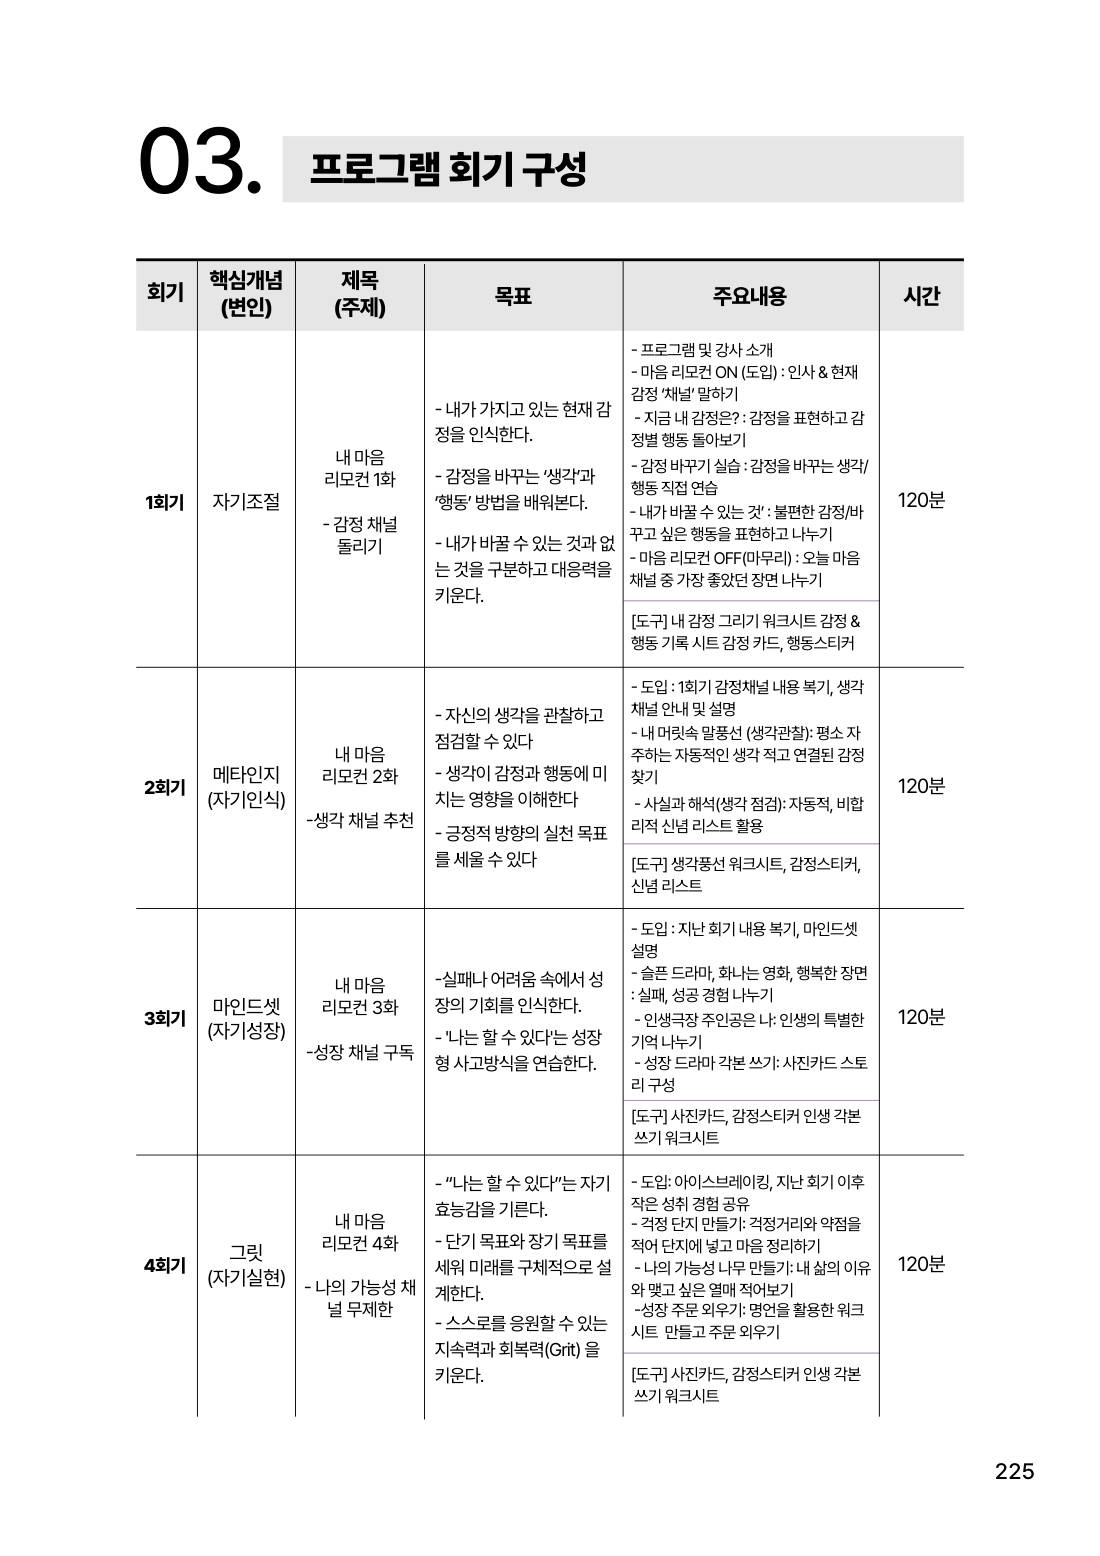 03.
프로그램 회기 구성
회기
핵심개념
(변인)
제목
(주제)
목표
주요내용
시간
1회기
자기조절
내 마음
리모컨 1화
- 감정 채널
돌리기
- 내가 가지고 있는 현재 감
정을 인식한다.
- 감정을 바꾸는 ‘생각’과
‘행동’ 방법을 배워본다.
- 내가 바꿀 수 있는 것과 없
는 것을 구분하고 대응력을
키운다.
- 프로그램 및 강사 소개
- 마음 리모컨 ON (도입) : 인사 & 현재
감정 ‘채널’ 말하기
- 지금 내 감정은? : 감정을 표현하고 감
정별 행동 돌아보기
- 감정 바꾸기 실습 : 감정을 바꾸는 생각/
행동 직접 연습
- 내가 바꿀 수 있는 것’ : 불편한 감정/바
꾸고 싶은 행동을 표현하고 나누기
- 마음 리모컨 OFF(마무리) : 오늘 마음
채널 중 가장 좋았던 장면 나누기
[도구] 내 감정 그리기 워크시트 감정 &
행동 기록 시트 감정 카드, 행동스티커
120분
2회기
메타인지
(자기인식)
내 마음
리모컨 2화
-생각 채널 추천
- 자신의 생각을 관찰하고
점검할 수 있다
- 생각이 감정과 행동에 미
치는 영향을 이해한다
- 긍정적 방향의 실천 목표
를 세울 수 있다
- 도입 : 1회기 감정채널 내용 복기, 생각
채널 안내 및 설명
- 내 머릿속 말풍선 (생각관찰): 평소 자
주하는 자동적인 생각 적고 연결된 감정
찾기
- 사실과 해석(생각 점검): 자동적, 비합
리적 신념 리스트 활용
[도구] 생각풍선 워크시트, 감정스티커,
신념 리스트
120분
3회기
마인드셋
(자기성장)
내 마음
리모컨 3화
-성장 채널 구독
-실패나 어려움 속에서 성
장의 기회를 인식한다.
- '나는 할 수 있다'는 성장
형 사고방식을 연습한다.
- 도입 : 지난 회기 내용 복기, 마인드셋
설명
- 슬픈 드라마, 화나는 영화, 행복한 장면
: 실패, 성공 경험 나누기
- 인생극장 주인공은 나: 인생의 특별한
기억 나누기
- 성장 드라마 각본 쓰기: 사진카드 스토
리 구성
[도구] 사진카드, 감정스티커 인생 각본
쓰기 워크시트
120분
4회기
그릿
(자기실현)
내 마음
리모컨 4화
- 나의 가능성 채
널 무제한
- “나는 할 수 있다”는 자기
효능감을 기른다.
- 단기 목표와 장기 목표를
세워 미래를 구체적으로 설
계한다.
- 스스로를 응원할 수 있는
지속력과 회복력(Grit) 을
키운다.
- 도입: 아이스브레이킹, 지난 회기 이후
작은 성취 경험 공유
- 걱정 단지 만들기: 걱정거리와 약점을
적어 단지에 넣고 마음 정리하기
- 나의 가능성 나무 만들기: 내 삶의 이유
와 맺고 싶은 열매 적어보기
-성장 주문 외우기: 명언을 활용한 워크
시트 만들고 주문 외우기
[도구] 사진카드, 감정스티커 인생 각본
쓰기 워크시트
120분
225